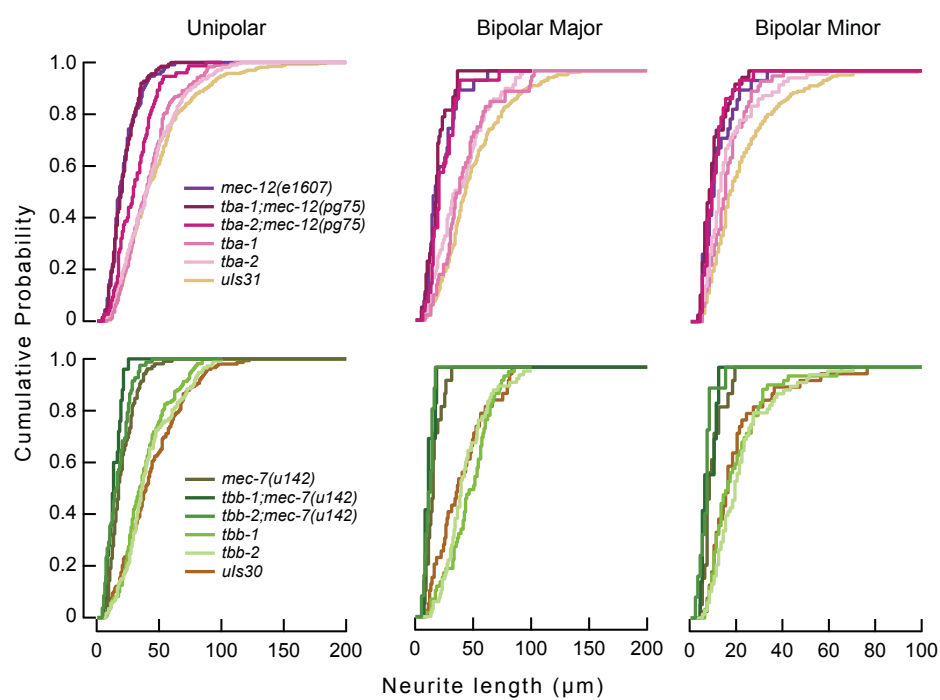 Unipolar
Bipolar Major
Bipolar Minor
Cumulative Probability
1.0
0.8
0.6
0.4
0.2
0
mec-12(e1607)
tba-1;mec-12(pg75)
tba-2;mec-12(pg75)
tba-1
tba-2
uIs31
1.0
0.8
0.6
0.4
0.2
0
mec-7(u142)
tbb-1;mec-7(u142)
tbb-2;mec-7(u142)
tbb-1
tbb-2
uIs30
0 50 100 150 200
0 50 100 150 200
0 20 40 60 80 100
Neurite length (μm)